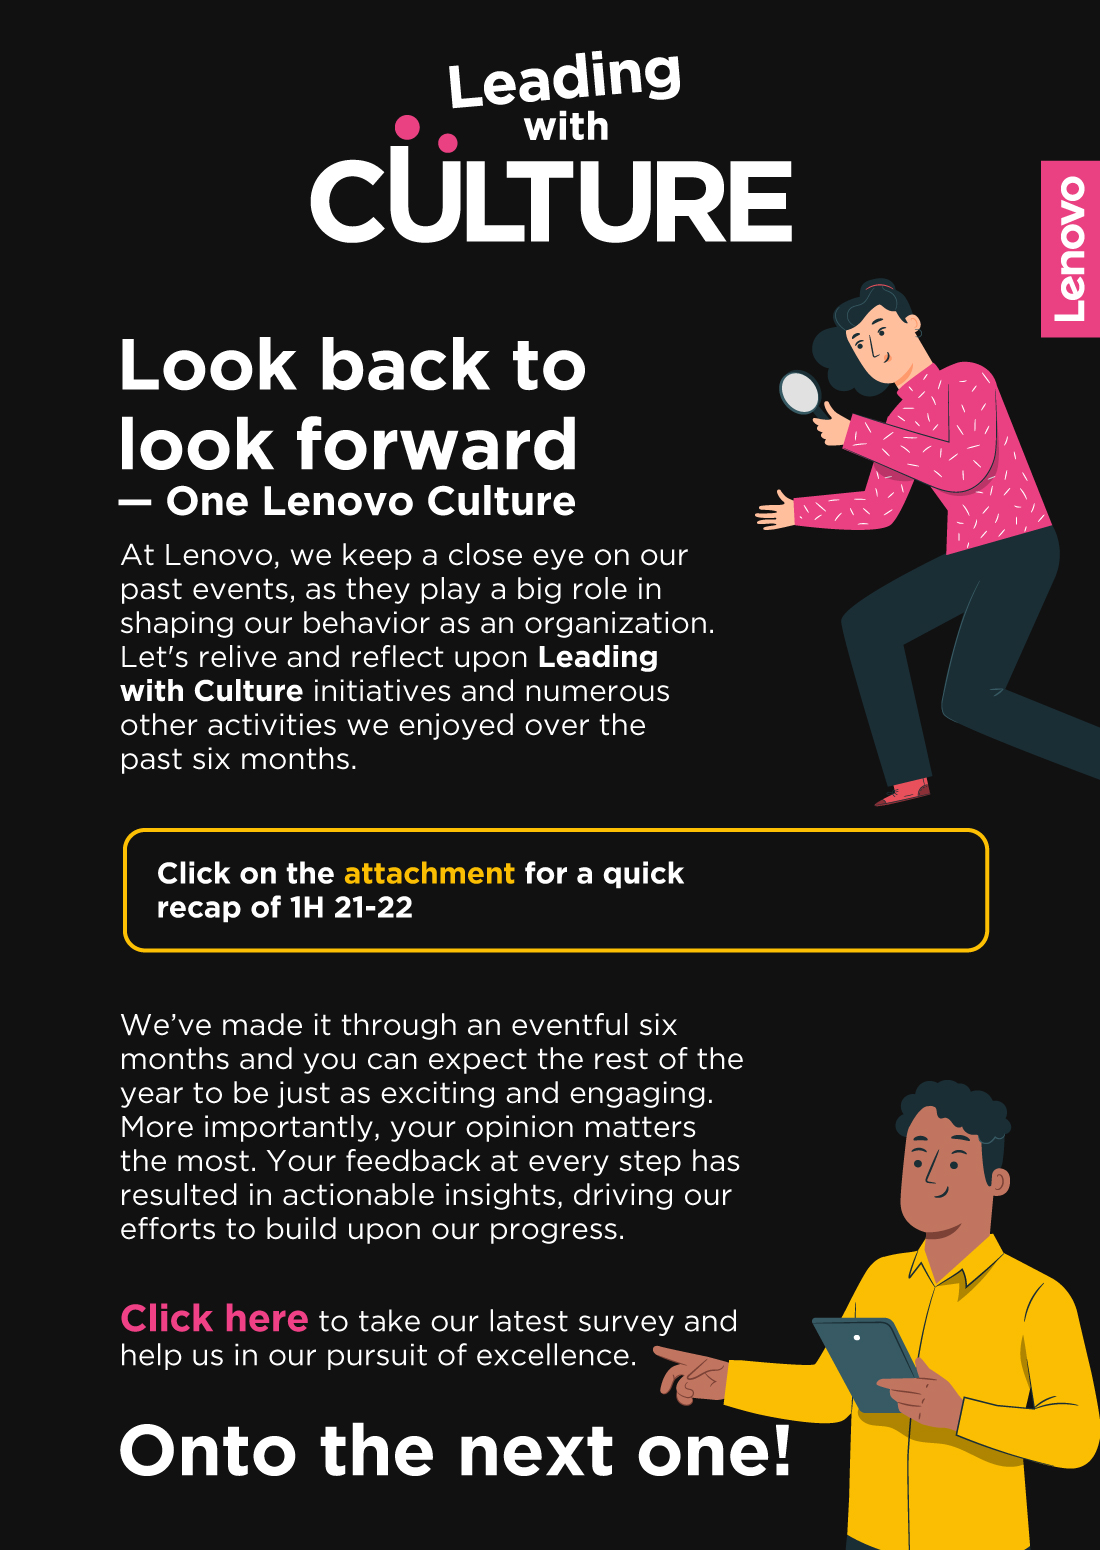 Leading
with
CULTURE
Lenovo
Look back to
look forward
— One Lenovo Culture
At Lenovo, we keep a close eye on our
past events, as they play a big role in
shaping our behavior as an organization.
Let's relive and reflect upon Leading
with Culture initiatives and numerous
other activities we enjoyed over the
past six months.
Click on the attachment for a quick
recap of 1H 21-22
We’ve made it through an eventful six
months and you can expect the rest of the
year to be just as exciting and engaging.
More importantly, your opinion matters
the most. Your feedback at every step has
resulted in actionable insights, driving our
efforts to build upon our progress.
Click here to take our latest survey and
help us in our pursuit of excellence.
Onto the next one!